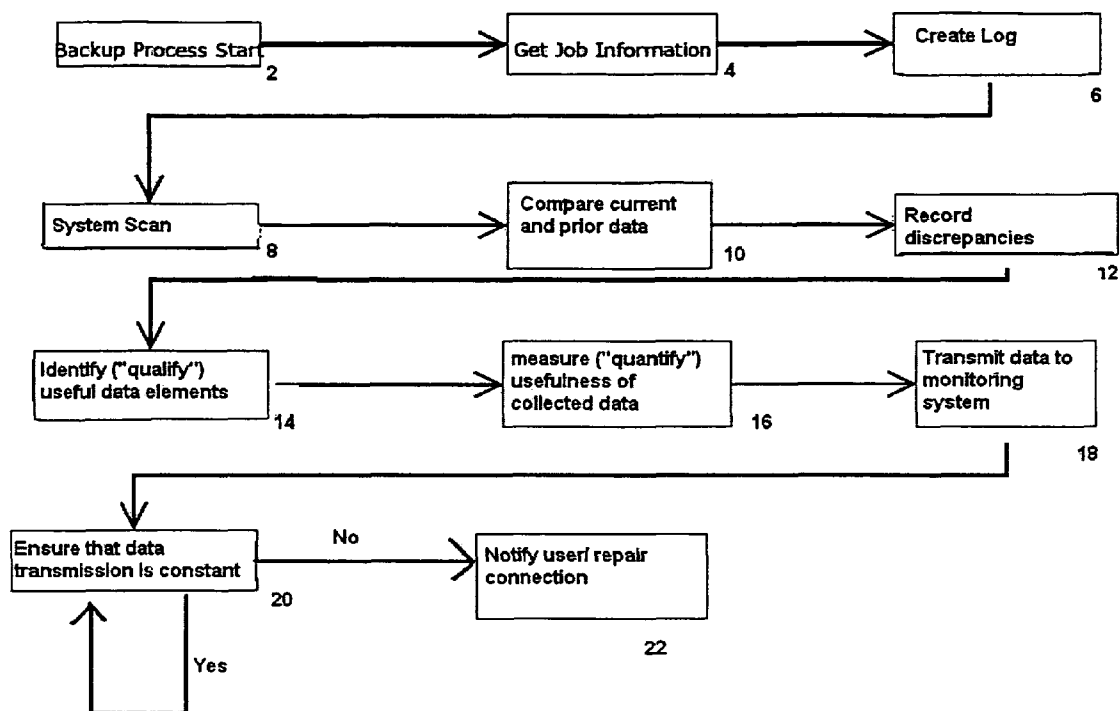 Backup Process Start
2
Get Job Information
4
Create Log
6
System Scan
8
Compare current
and prior data
10
Record
discrepancies
12
Identify ("qualify")
useful data elements
14
measure ("quantify")
usefulness of
collected data
16
Transmit data to
monitoring
system
18
Ensure that data
transmission is constant
20
No
Notify user/ repair
connection
22
Yes